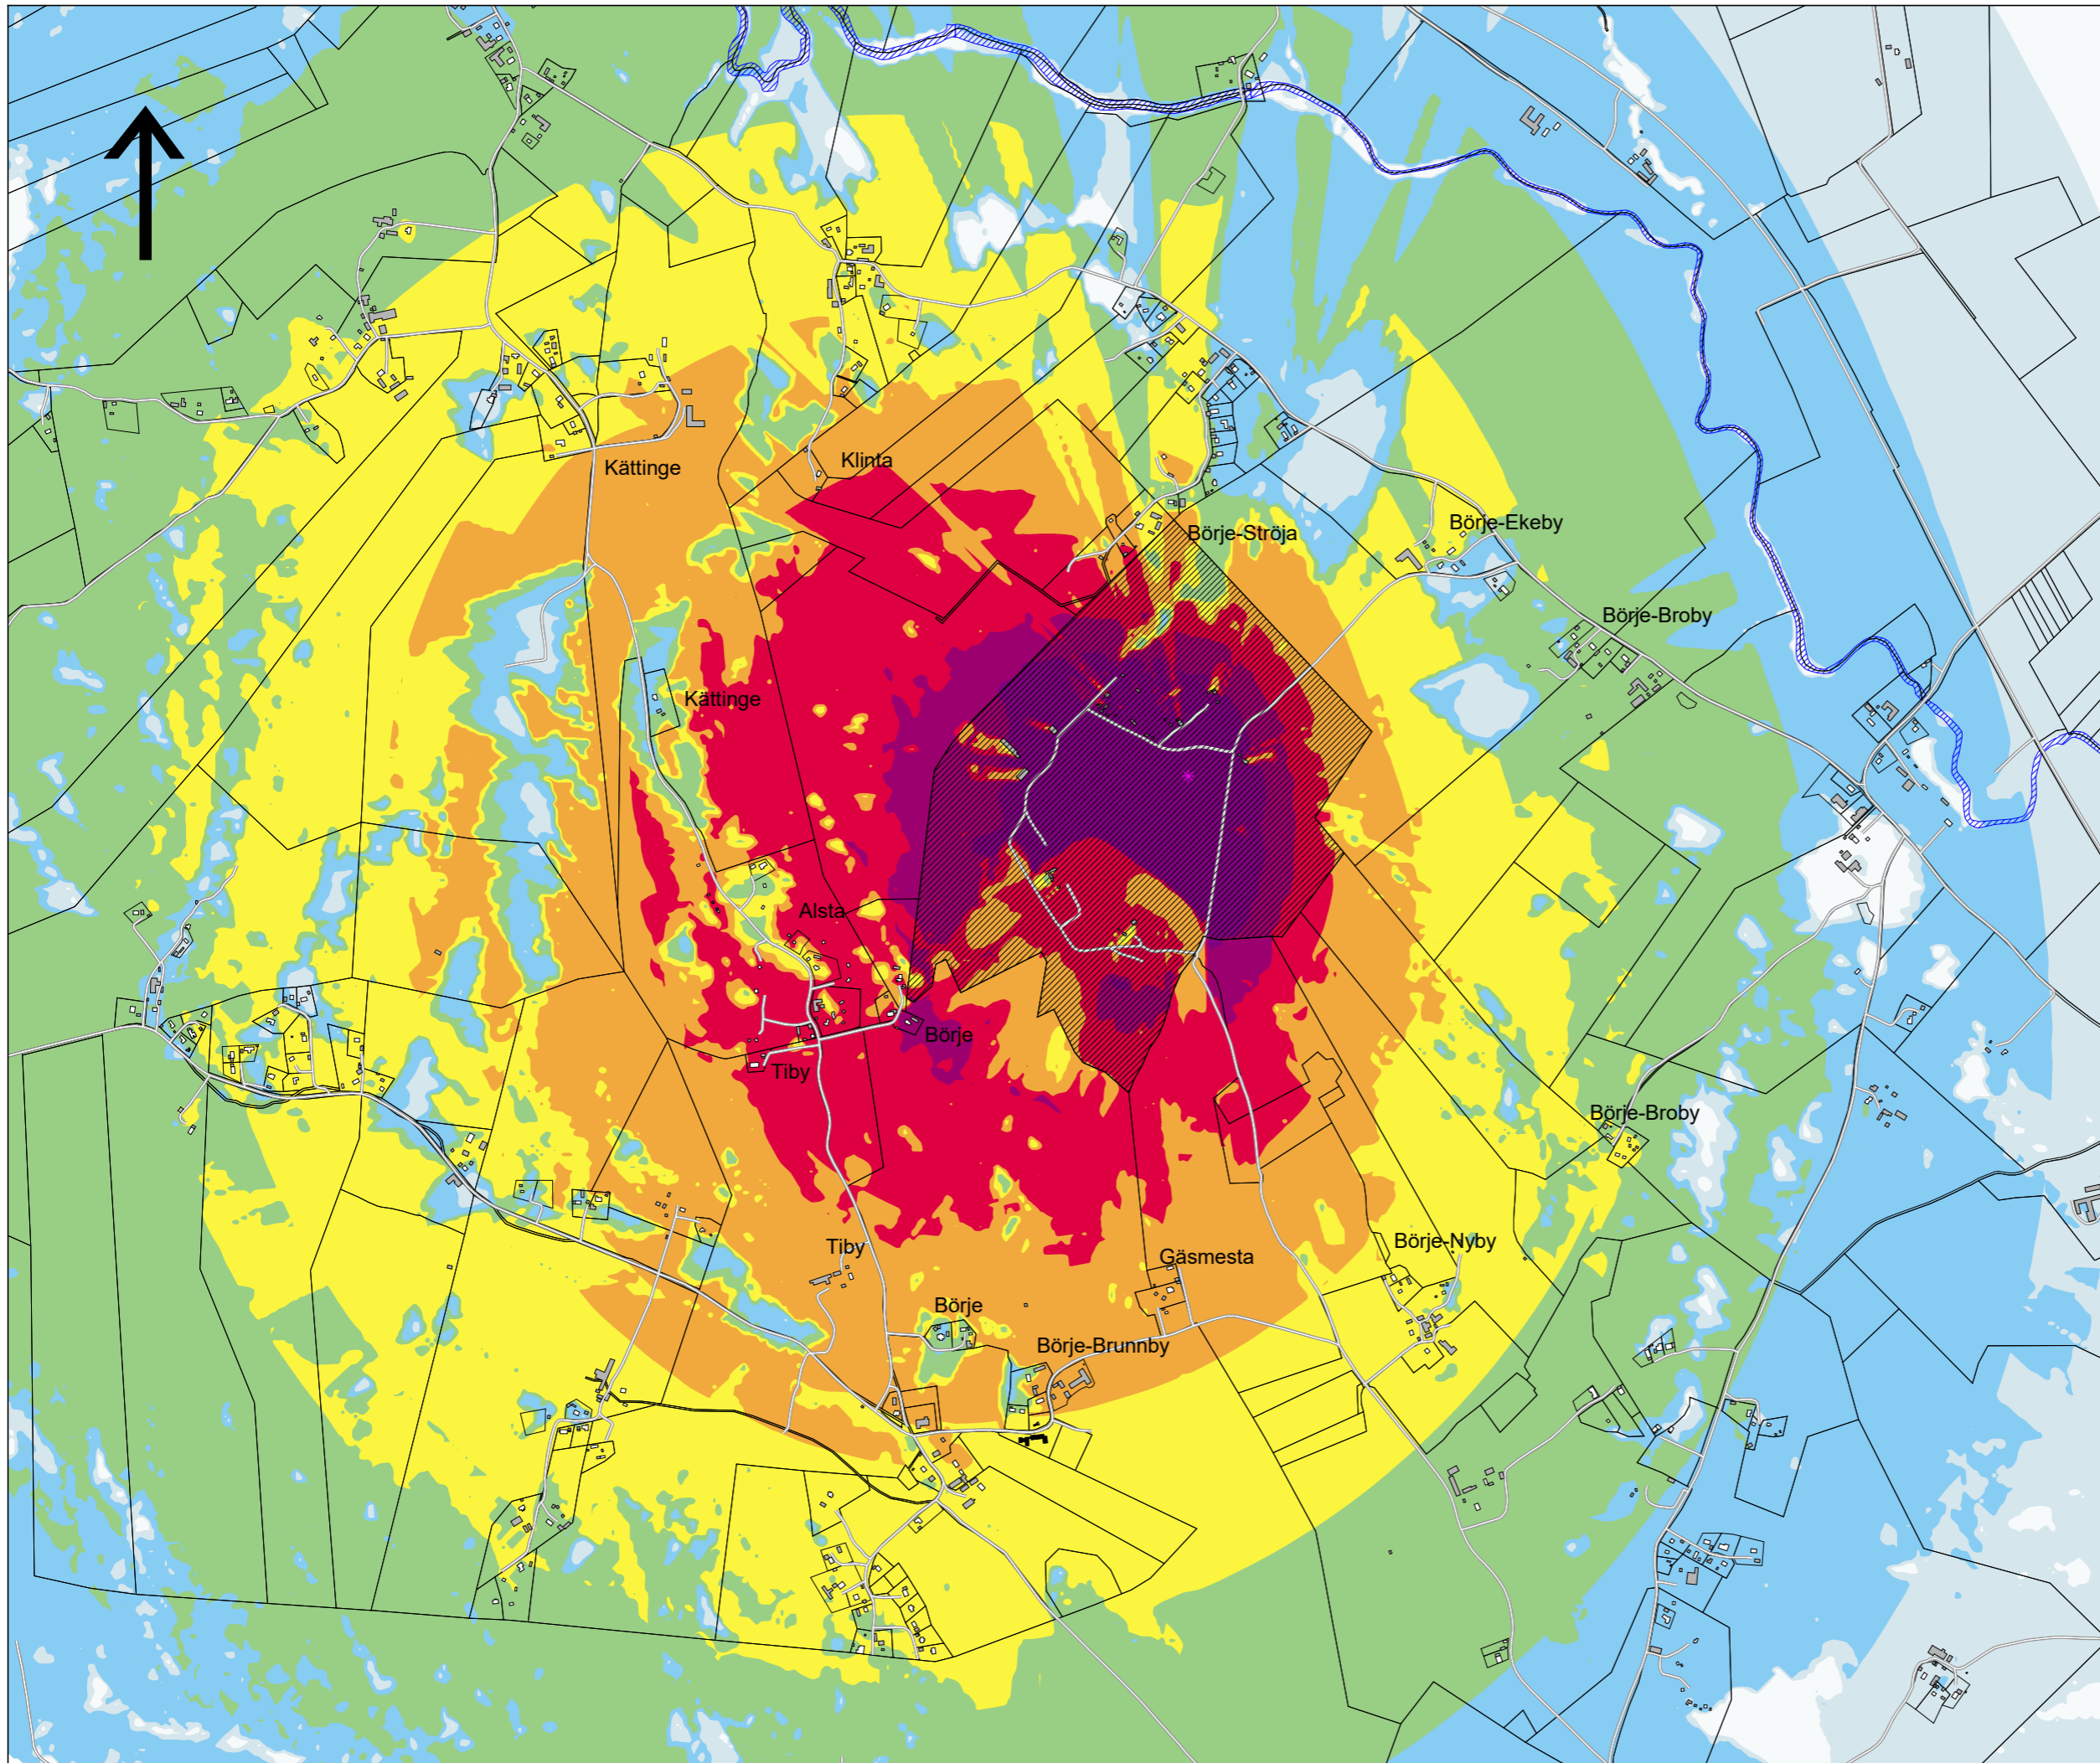 Klinta
Kättinge
Börje-Ekeby
Börje-Ströja
Börje-Broby
Kättinge
Alsta
Börje
Tiby
Börje-Broby
Börje-Nyby
Tiby
Gäsmesta
Börje
Börje-Brunnby